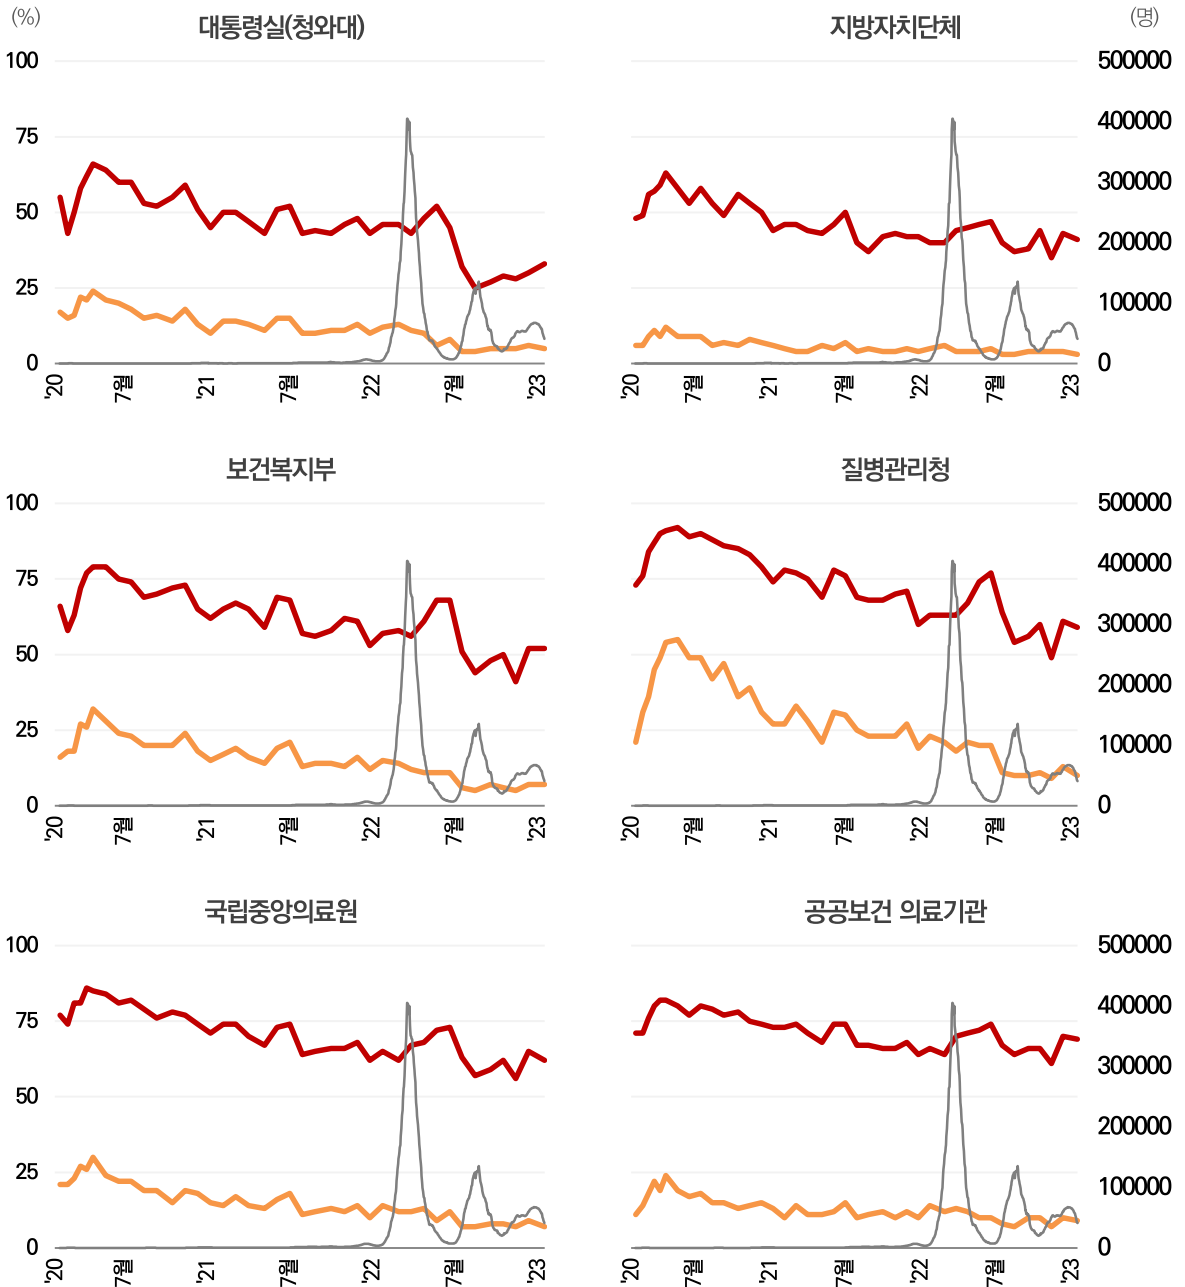 (%)
(명)
대통령실(청와대)
지방자치단체
100
75
50
25
0
500000
400000
300000
200000
100000
0
'20
7월
'21
7월
'22
7월
'23
'20
7월
'21
7월
'22
7월
'23
보건복지부
질병관리청
100
75
50
25
0
500000
400000
300000
200000
100000
0
'20
7월
'21
7월
'22
7월
'23
'20
7월
'21
7월
'22
7월
'23
국립중앙의료원
공공보건 의료기관
100
75
50
25
0
500000
400000
300000
200000
100000
0
'20
7월
'21
7월
'22
7월
'23
'20
7월
'21
7월
'22
7월
'23